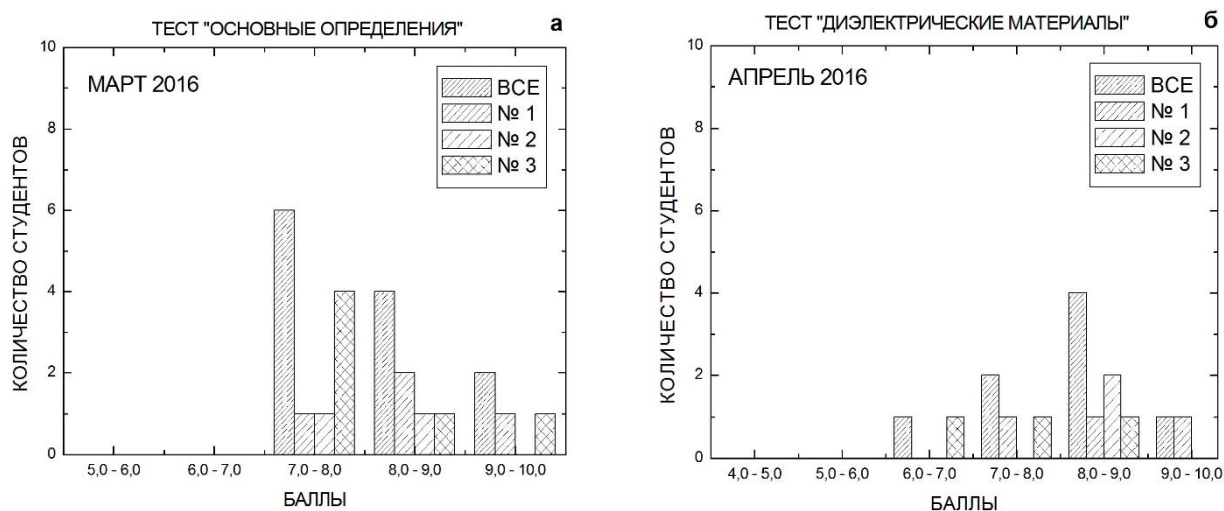 ТЕСТ "ОСНОВНЫЕ ОПРЕДЕЛЕНИЯ"
а
МАРТ 2016
ВСЕ
№ 1
№ 2
№ 3
КОЛИЧЕСТВО СТУДЕНТОВ
10
8
6
4
2
0
5,0 - 6,0
6,0 - 7,0
7,0 - 8,0
8,0 - 9,0
9,0 - 10,0
БАЛЛЫ
ТЕСТ "ДИЭЛЕКТРИЧЕСКИЕ МАТЕРИАЛЫ"
б
АПРЕЛЬ 2016
ВСЕ
№ 1
№ 2
№ 3
КОЛИЧЕСТВО СТУДЕНТОВ
10
8
6
4
2
0
4,0 - 5,0
5,0 - 6,0
6,0 - 7,0
7,0 - 8,0
8,0 - 9,0
9,0 - 10,0
БАЛЛЫ